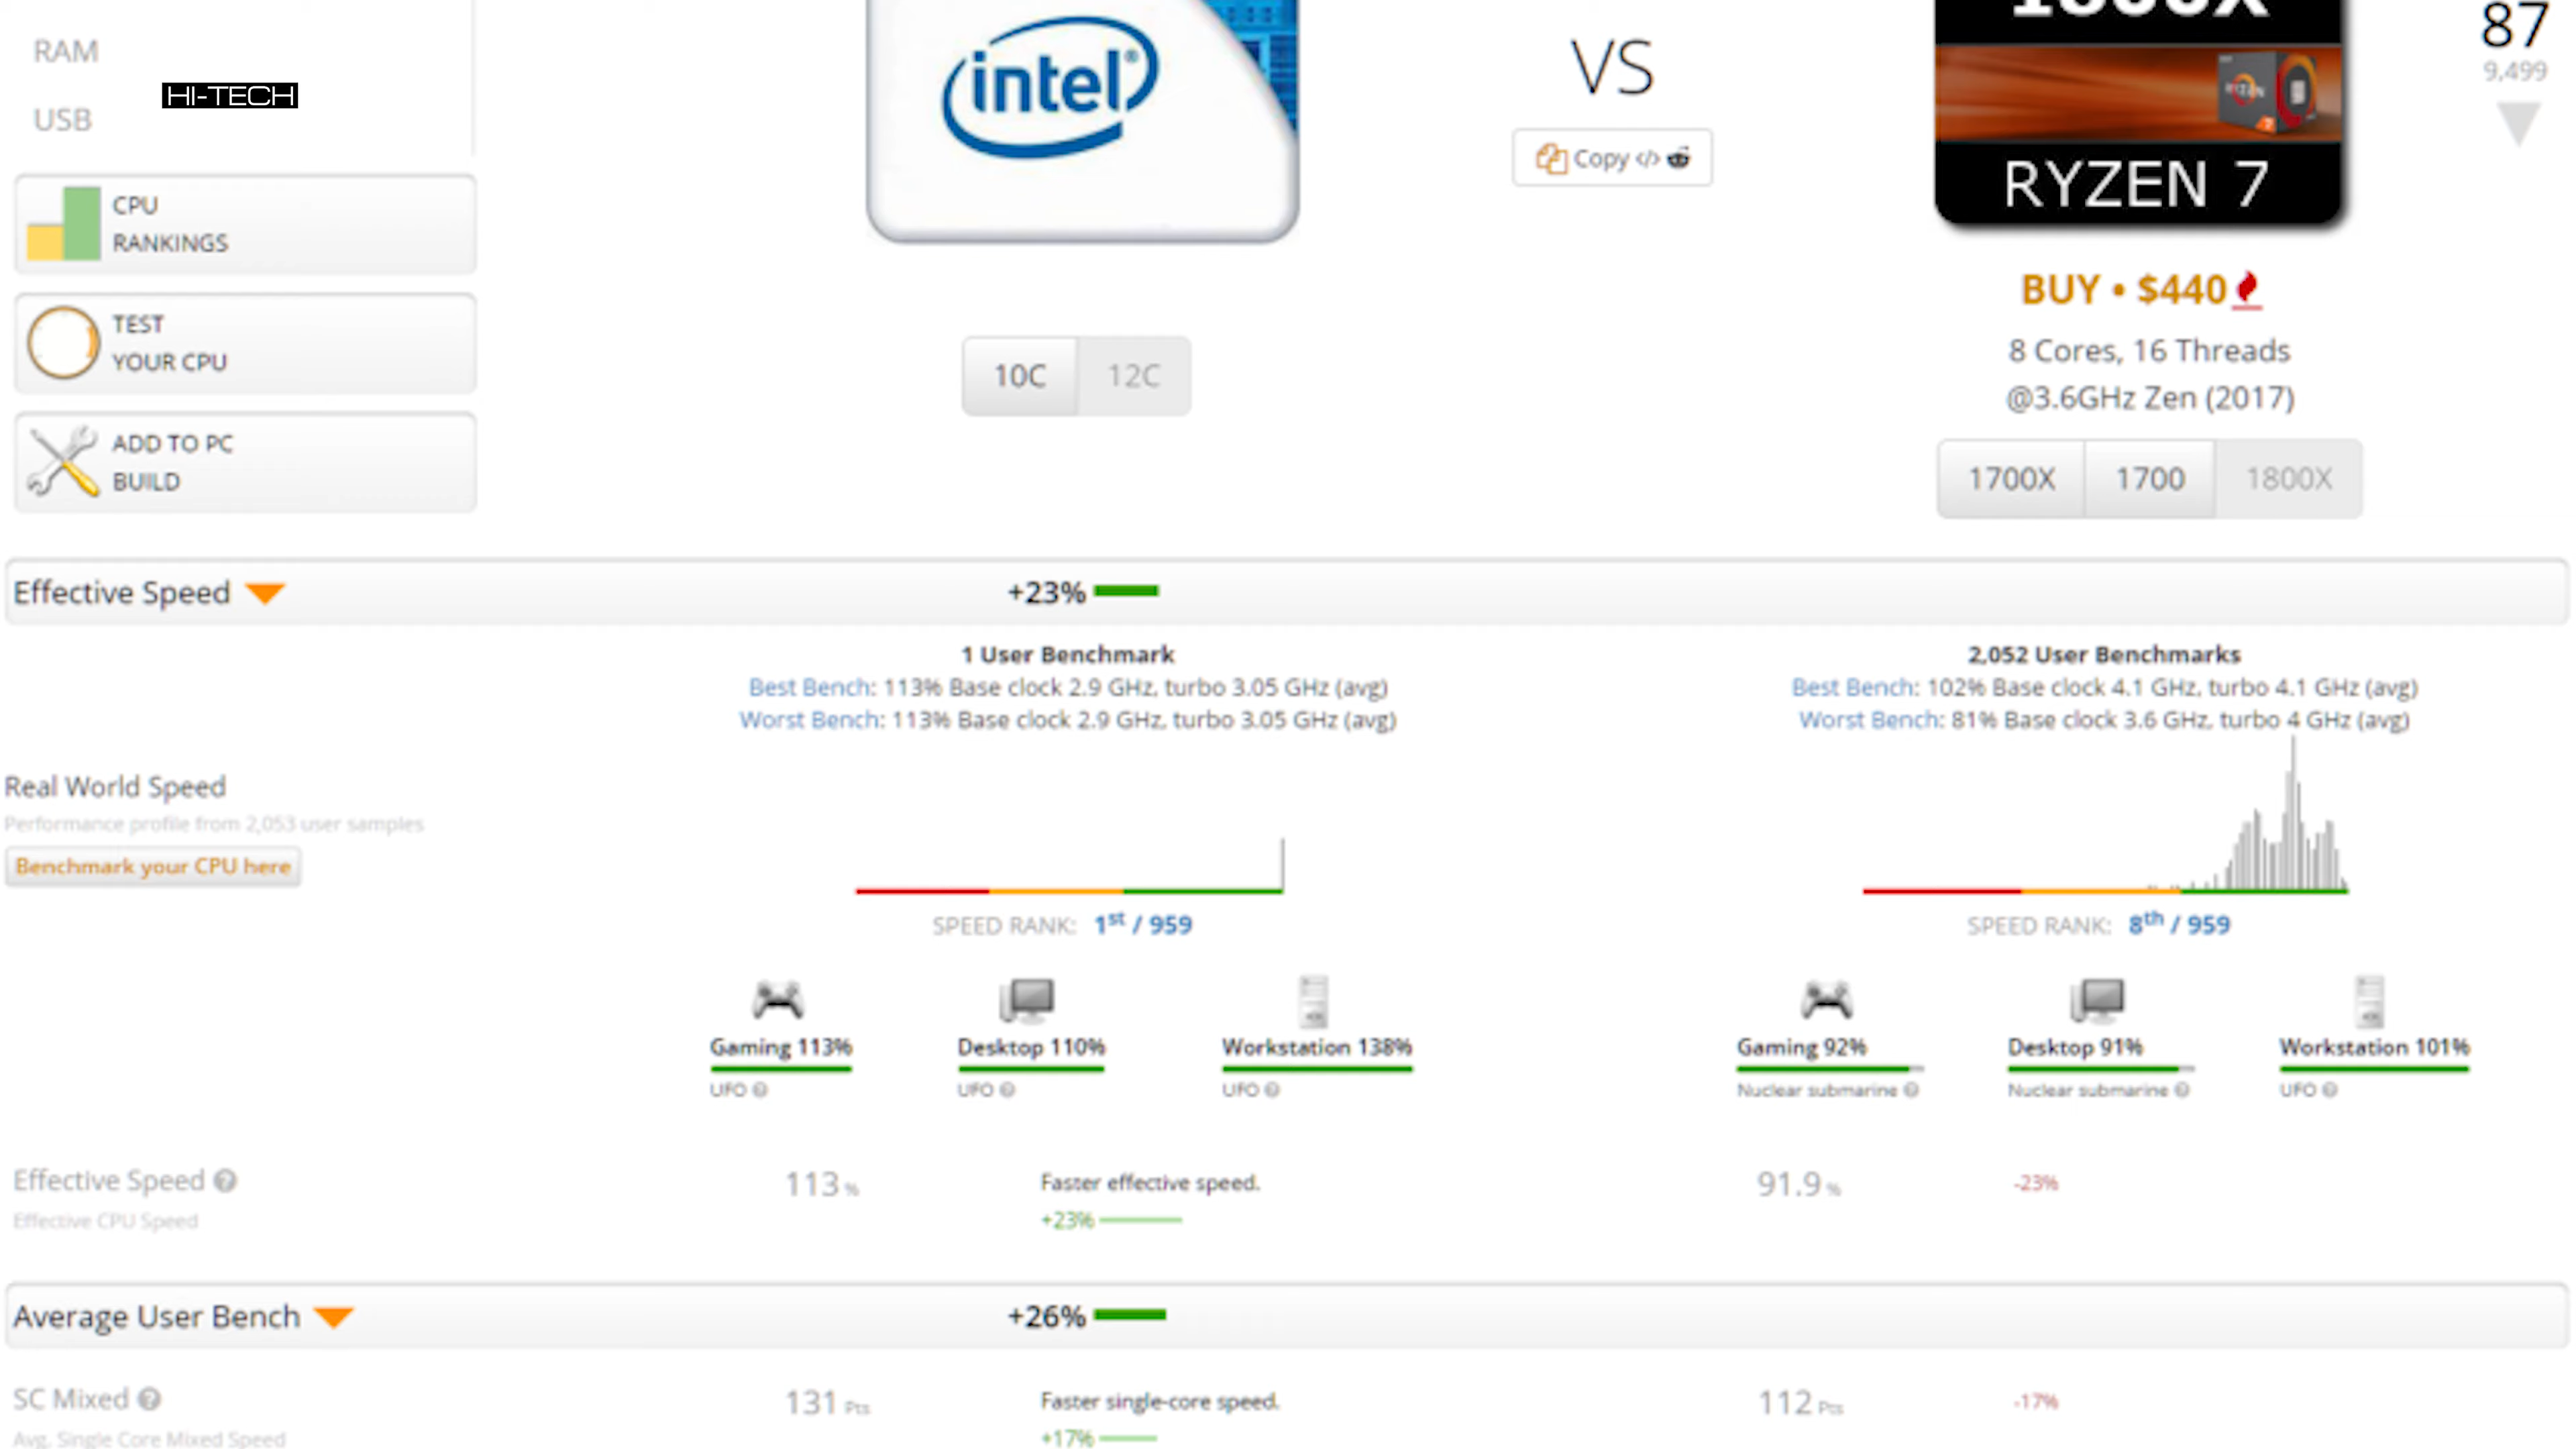 RAM
USB
HI-TECH
CPU
RANKINGS
TEST
YOUR CPU
ADD TO PC
BUILD
intel®
VS
Copy </>
1800X
RYZEN
RYZEN 7
87
9,499
BUY • $440
8 Cores, 16 Threads
@3.6GHz Zen (2017)
10C 12C
1700X 1700 1800X
Effective Speed +23%
1 User Benchmark
Best Bench: 113% Base clock 2.9 GHz, turbo 3.05 GHz (avg)
Worst Bench: 113% Base clock 2.9 GHz, turbo 3.05 GHz (avg)
2,052 User Benchmarks
Best Bench: 102% Base clock 4.1 GHz, turbo 4.1 GHz (avg)
Worst Bench: 81% Base clock 3.6 GHz, turbo 4 GHz (avg)
Real World Speed
Performance profile from 2,053 user samples
Benchmark your CPU here
SPEED RANK: 1st / 959
SPEED RANK: 8th / 959
Gaming 113% Desktop 110% Workstation 138%
UFO UFO UFO
Gaming 92% Desktop 91% Workstation 101%
Nuclear submarine Nuclear submarine UFO
Effective Speed 113 % Faster effective speed. 91.9 % -23%
Effective CPU Speed +23%
Average User Bench +26%
SC Mixed 131 Pts Faster single-core speed. 112 Pts -17%
Avg. Single Core Mixed Speed +17%